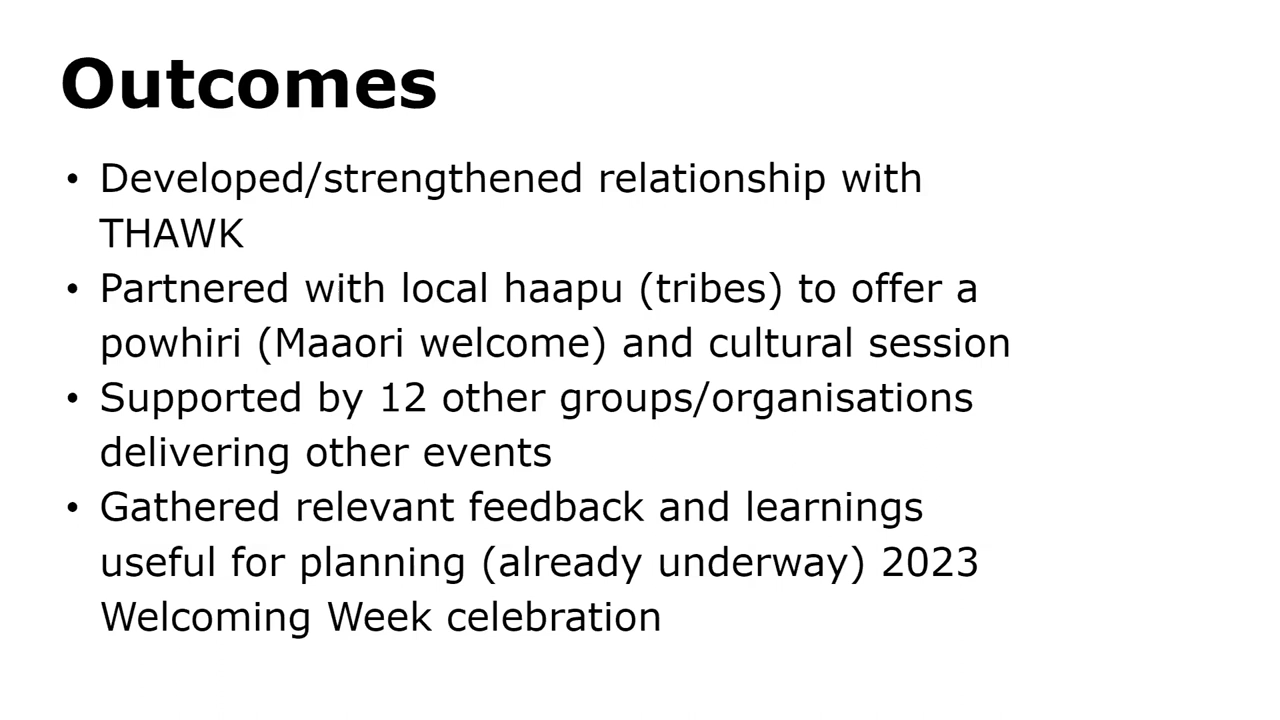 Outcomes
• Developed/strengthened relationship with
THAWK
• Partnered with local haapu (tribes) to offer a
powhiri (Maaori welcome) and cultural session
• Supported by 12 other groups/organisations
delivering other events
• Gathered relevant feedback and learnings
useful for planning (already underway) 2023
Welcoming Week celebration